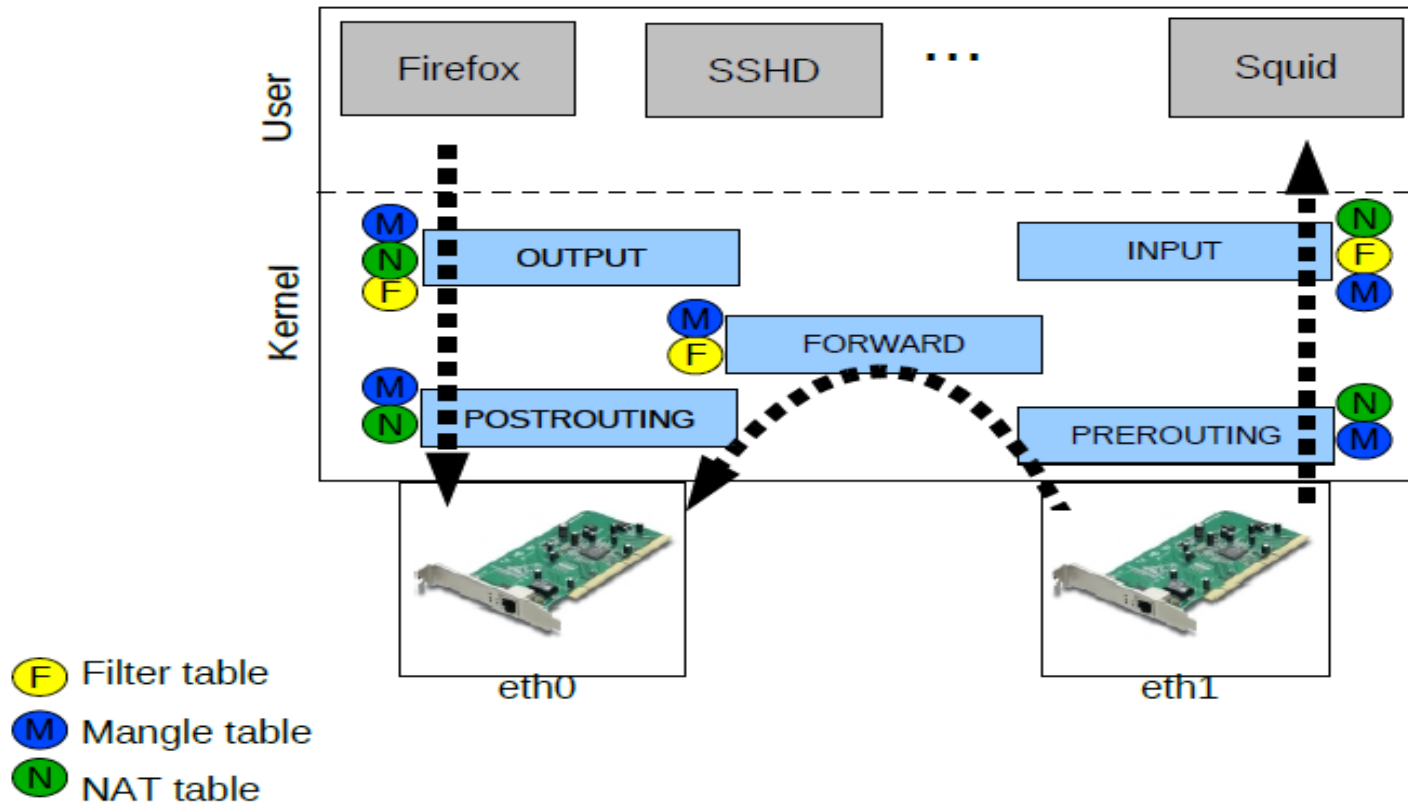 Firefox
SSHD
...
Squid
User
M
N
F
OUTPUT
INPUT
N
F
M
Kernel
M
F
FORWARD
M
N
POSTROUTING
PREROUTING
N
M
eth0
eth1
F Filter table
M Mangle table
N NAT table